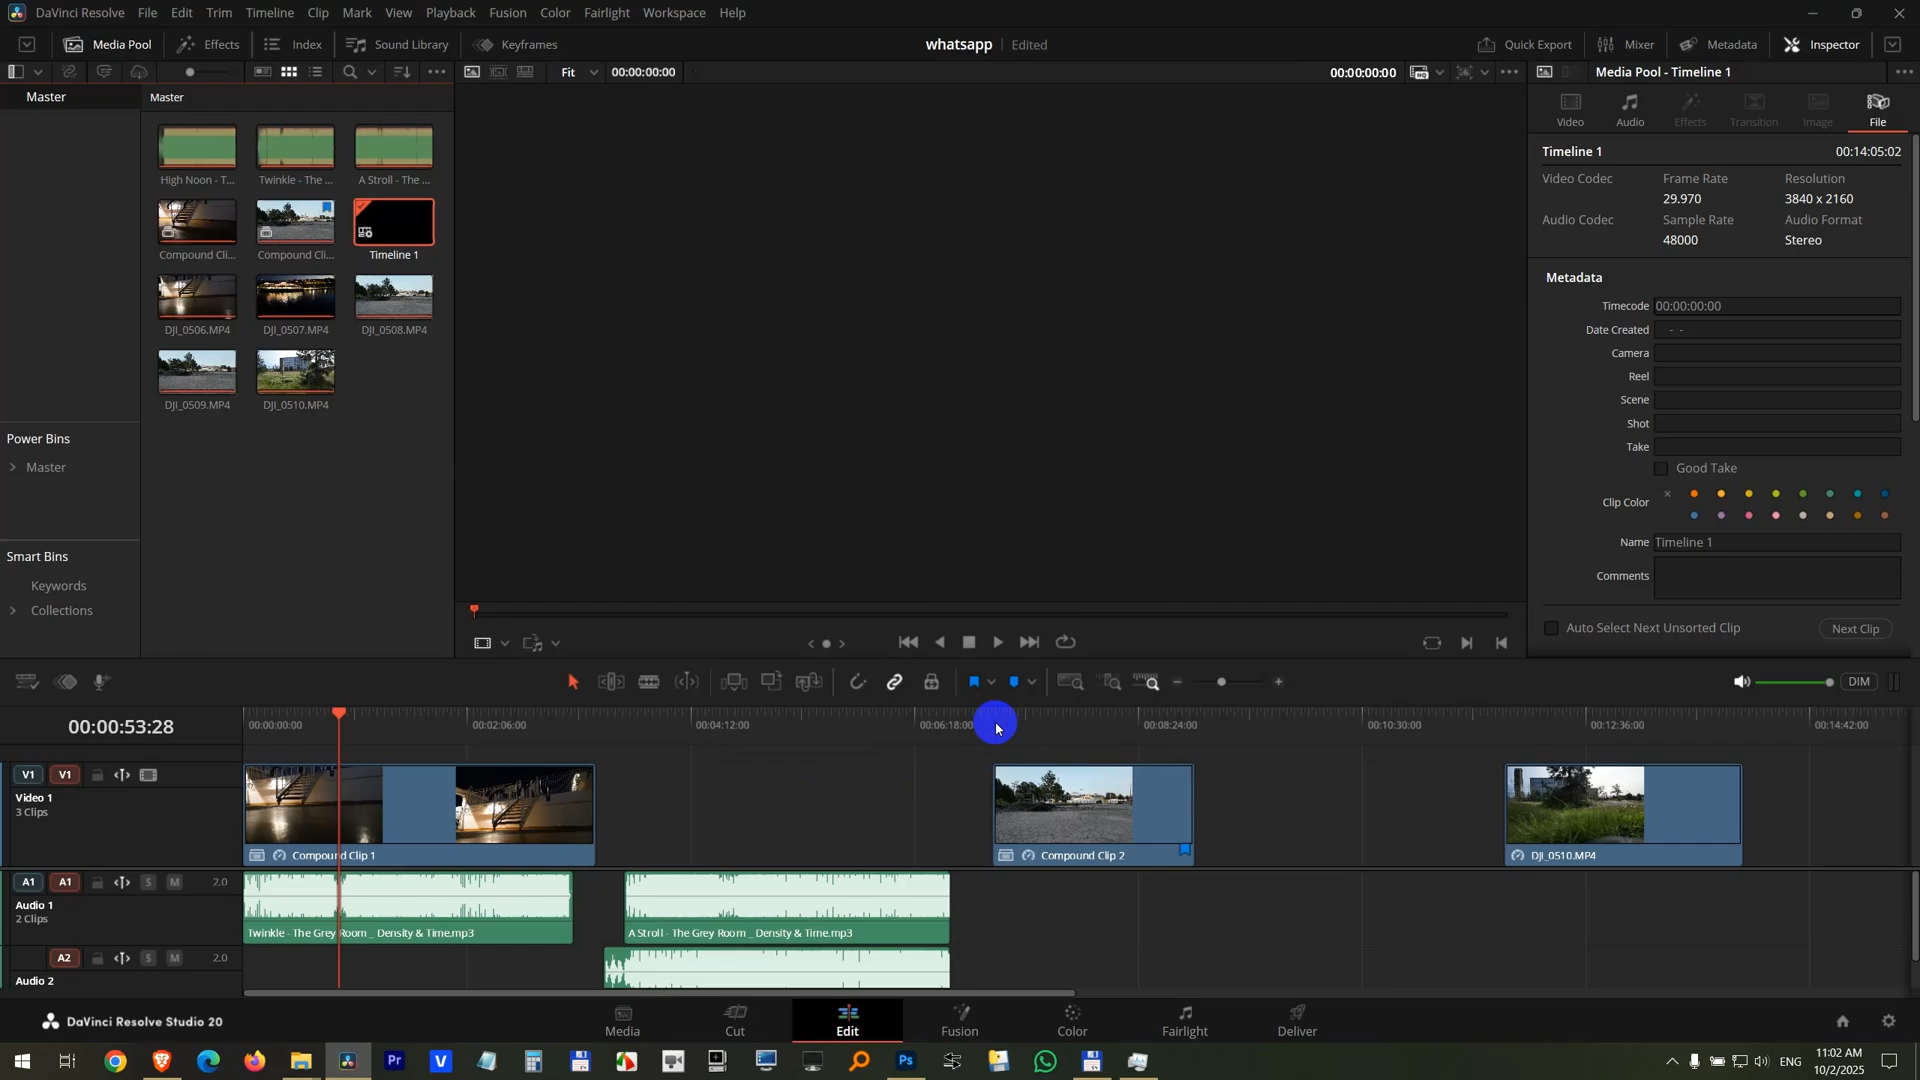 DaVinci Resolve File Edit Trim Timeline Clip Mark View Playback Fusion Color Fairlight Workspace Help
Media Pool Effects Index Sound Library Keyframes whatsapp Edited Quick Export Mixer Metadata Inspector
Fit 00:00:00:00 00:00:00:00 Media Pool - Timeline 1
Master Master
Video Audio Effects Transition Image File
Timeline 1 00:14:05:02
Video Codec Frame Rate Resolution
29.970 3840 x 2160
Audio Codec Sample Rate Audio Format
48000 Stereo
High Noon - T... Twinkle - The ... A Stroll - The ...
Compound Cli... Compound Cli... Timeline 1
DJI_0506.MP4 DJI_0507.MP4 DJI_0508.MP4
DJI_0509.MP4 DJI_0510.MP4
Power Bins
Master
Smart Bins
Keywords
Collections
Metadata
Timecode 00:00:00:00
Date Created - -
Camera
Reel
Scene
Shot
Take
Good Take
Clip Color
Name Timeline 1
Comments
Auto Select Next Unsorted Clip Next Clip
DIM
00:00:53:28 00:00:00:00 00:02:06:00 00:04:12:00 00:06:18:00 00:08:24:00 00:10:30:00 00:12:36:00 00:14:42:00
V1 V1
Video 1
3 Clips
Compound Clip 1 Compound Clip 2 DJI_0510.MP4
A1 A1 S M 2.0
Audio 1
2 Clips
Twinkle - The Grey Room _ Density & Time.mp3 A Stroll - The Grey Room _ Density & Time.mp3
A2 S M 2.0
Audio 2
DaVinci Resolve Studio 20 Media Cut Edit Fusion Color Fairlight Deliver
Pr V Ps ENG 11:02 AM
10/2/2025